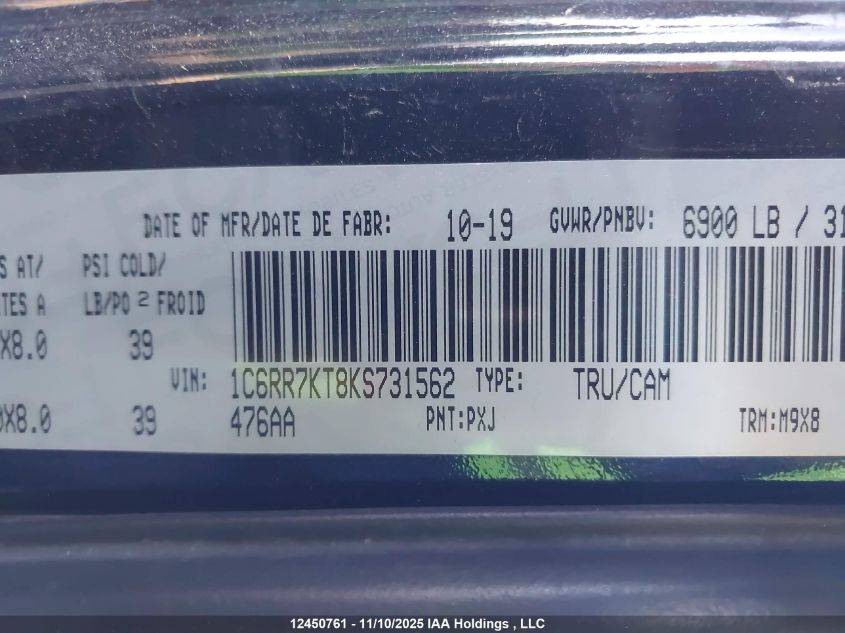 DATE OF MFR/DATE DE FABR: 10-19 GVWR/PNBV: 6900 LB / 31
S AT/ PSI COLD/
TES A LB/PO 2 FROID
X8.0 39
VIN: 1C6RR7KT8KS731562 TYPE: TRU/CAM
0X8.0 39 476AA PNT:PXJ TRM:M9X8
12450761 - 11/10/2025 IAA Holdings , LLC